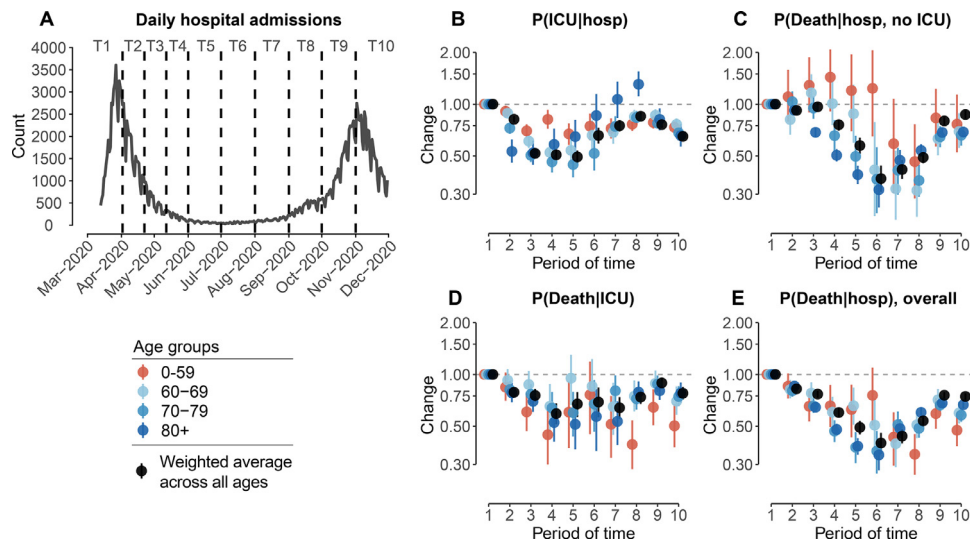 A
Daily hospital admissions
T1 T2 T3 T4 T5 T6 T7 T8 T9 T10
4000
3500
3000
2500
2000
1500
1000
500
0
Count
Mar−2020
Apr−2020
May−2020
Jun−2020
Jul−2020
Aug−2020
Sep−2020
Oct−2020
Nov−2020
Dec−2020
Age groups
0-59
60−69
70−79
80+
Weighted average
across all ages
B
P(ICU|hosp)
2.00
1.50
1.00
0.75
0.50
0.30
Change
1 2 3 4 5 6 7 8 9 10
Period of time
C
P(Death|hosp, no ICU)
2.00
1.50
1.00
0.75
0.50
0.30
Change
1 2 3 4 5 6 7 8 9 10
Period of time
D
P(Death|ICU)
2.00
1.50
1.00
0.75
0.50
0.30
Change
1 2 3 4 5 6 7 8 9 10
Period of time
E
P(Death|hosp), overall
2.00
1.50
1.00
0.75
0.50
0.30
Change
1 2 3 4 5 6 7 8 9 10
Period of time